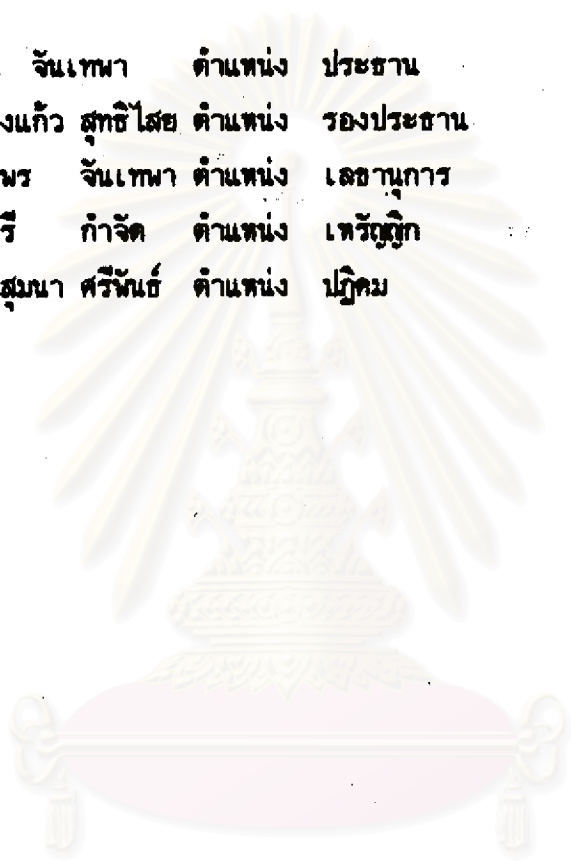 จันเทพา ตำแหน่ง ประธาน
งแก้ว สุทธิไสย ตำแหน่ง รองประธาน
พร จันเทพา ตำแหน่ง เลขานุการ
รี กำจัด ตำแหน่ง เหรัญญิก
สุมนา ศรีพันธ์ ตำแหน่ง ปฏิคม